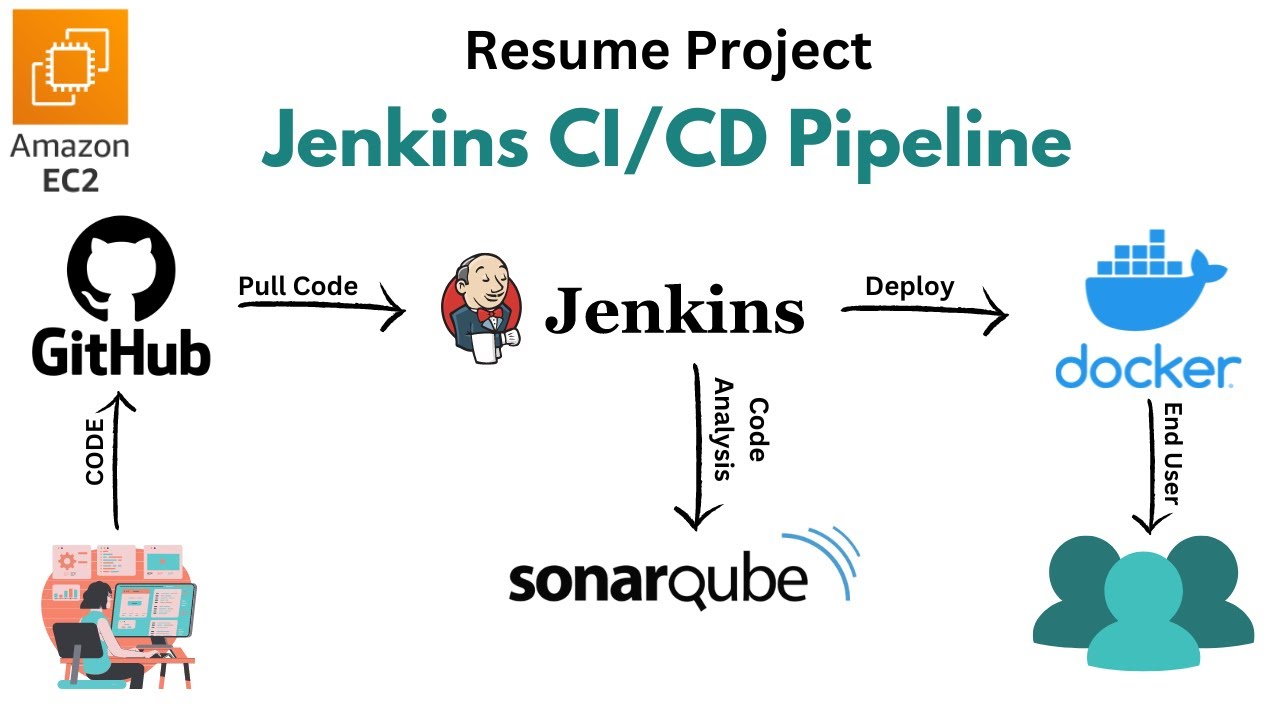 Resume Project
Jenkins CI/CD Pipeline
Amazon
EC2
GitHub
Pull Code
Jenkins
Deploy
docker
CODE
Code
Analysis
End User
sonarqube